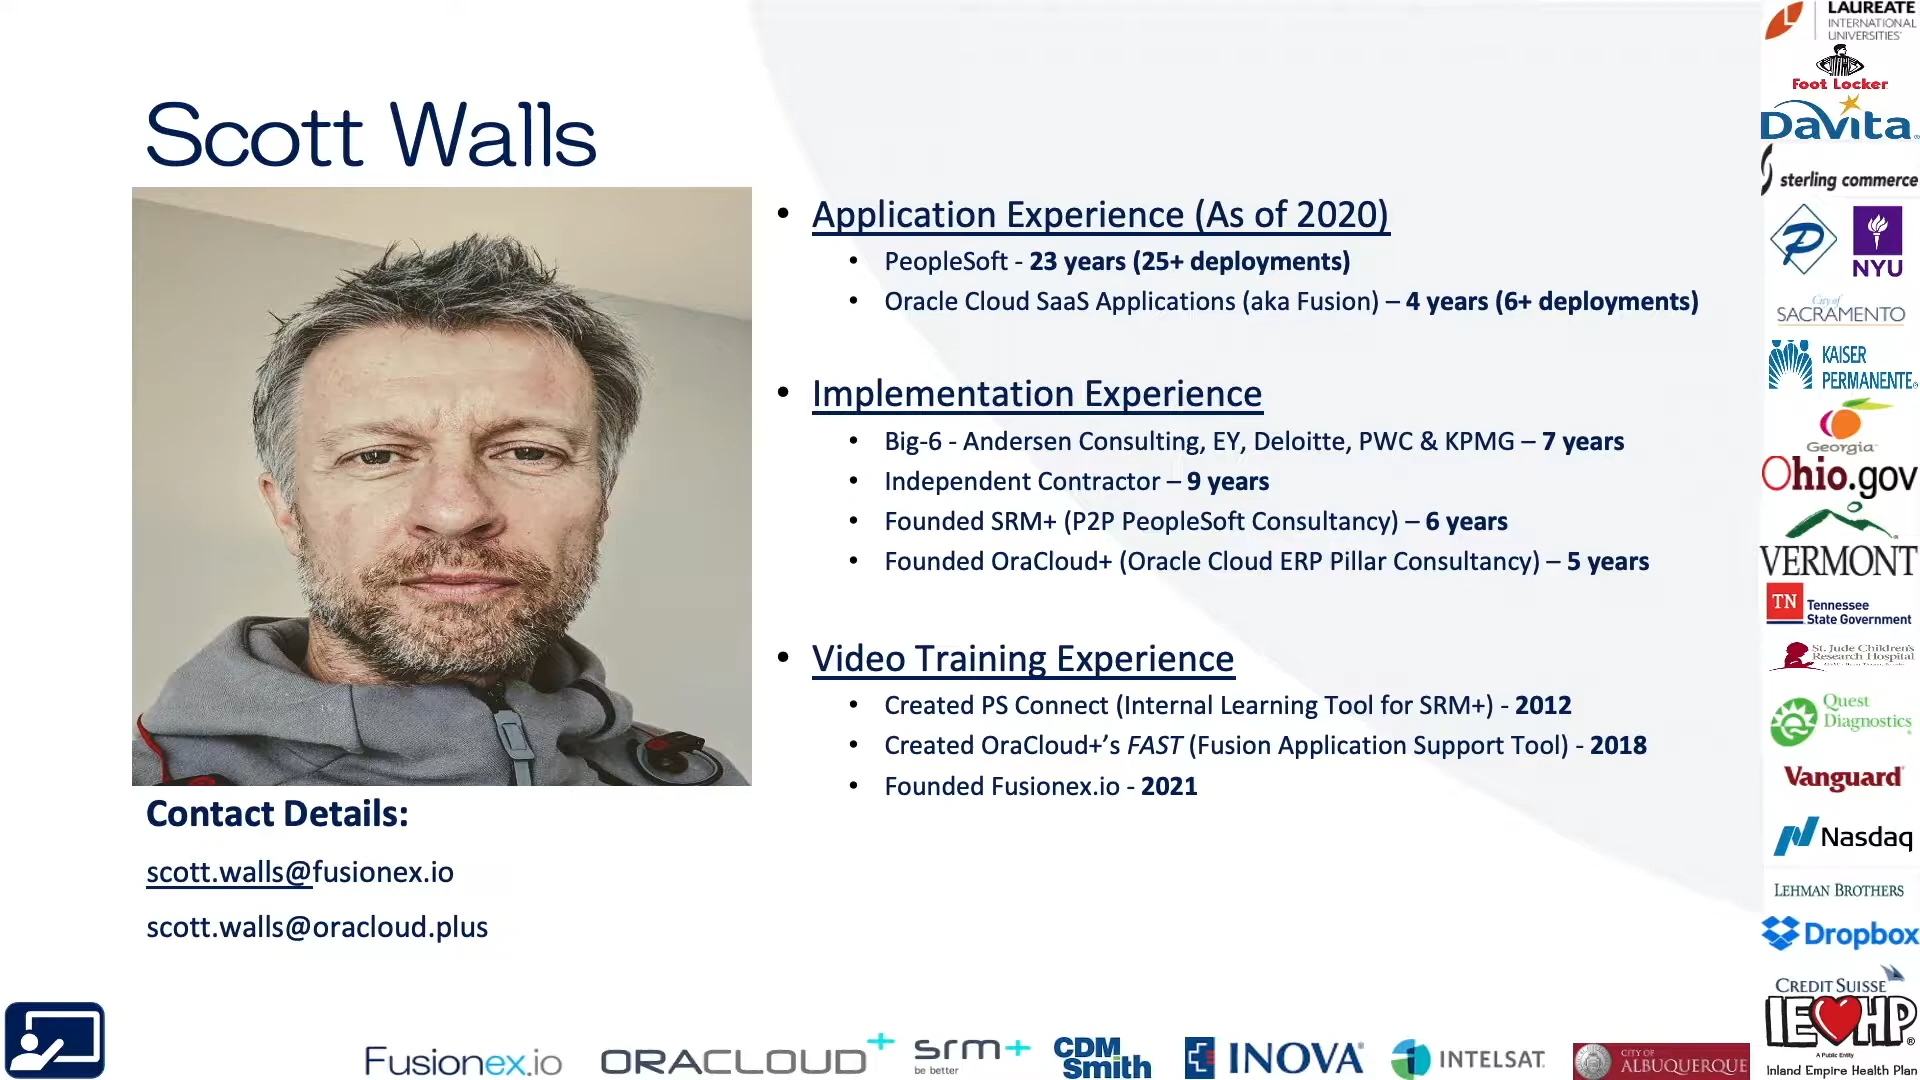 Scott Walls
• Application Experience (As of 2020)
• PeopleSoft - 23 years (25+ deployments)
• Oracle Cloud SaaS Applications (aka Fusion) – 4 years (6+ deployments)
• Implementation Experience
• Big-6 - Andersen Consulting, EY, Deloitte, PWC & KPMG – 7 years
• Independent Contractor – 9 years
• Founded SRM+ (P2P PeopleSoft Consultancy) – 6 years
• Founded OraCloud+ (Oracle Cloud ERP Pillar Consultancy) – 5 years
• Video Training Experience
• Created PS Connect (Internal Learning Tool for SRM+) - 2012
• Created OraCloud+’s FAST (Fusion Application Support Tool) - 2018
• Founded Fusionex.io - 2021
Contact Details:
scott.walls@fusionex.io
scott.walls@oracloud.plus
LAUREATE
INTERNATIONAL
UNIVERSITIES
Foot Locker
DaVita
sterling commerce
P
NYU
City of
SACRAMENTO
KAISER
PERMANENTE
Georgia
Ohio.gov
VERMONT
TN
Tennessee
State Government
St. Jude Children's
Research Hospital
Quest
Diagnostics
Vanguard
Nasdaq
LEHMAN BROTHERS
Dropbox
CREDIT SUISSE
IEHP
A Public Entity
Inland Empire Health Plan
Fusionex.io
ORACLOUD+
srm+
be better
CDM
Smith
INOVA
INTELSAT
CITY OF
ALBUQUERQUE